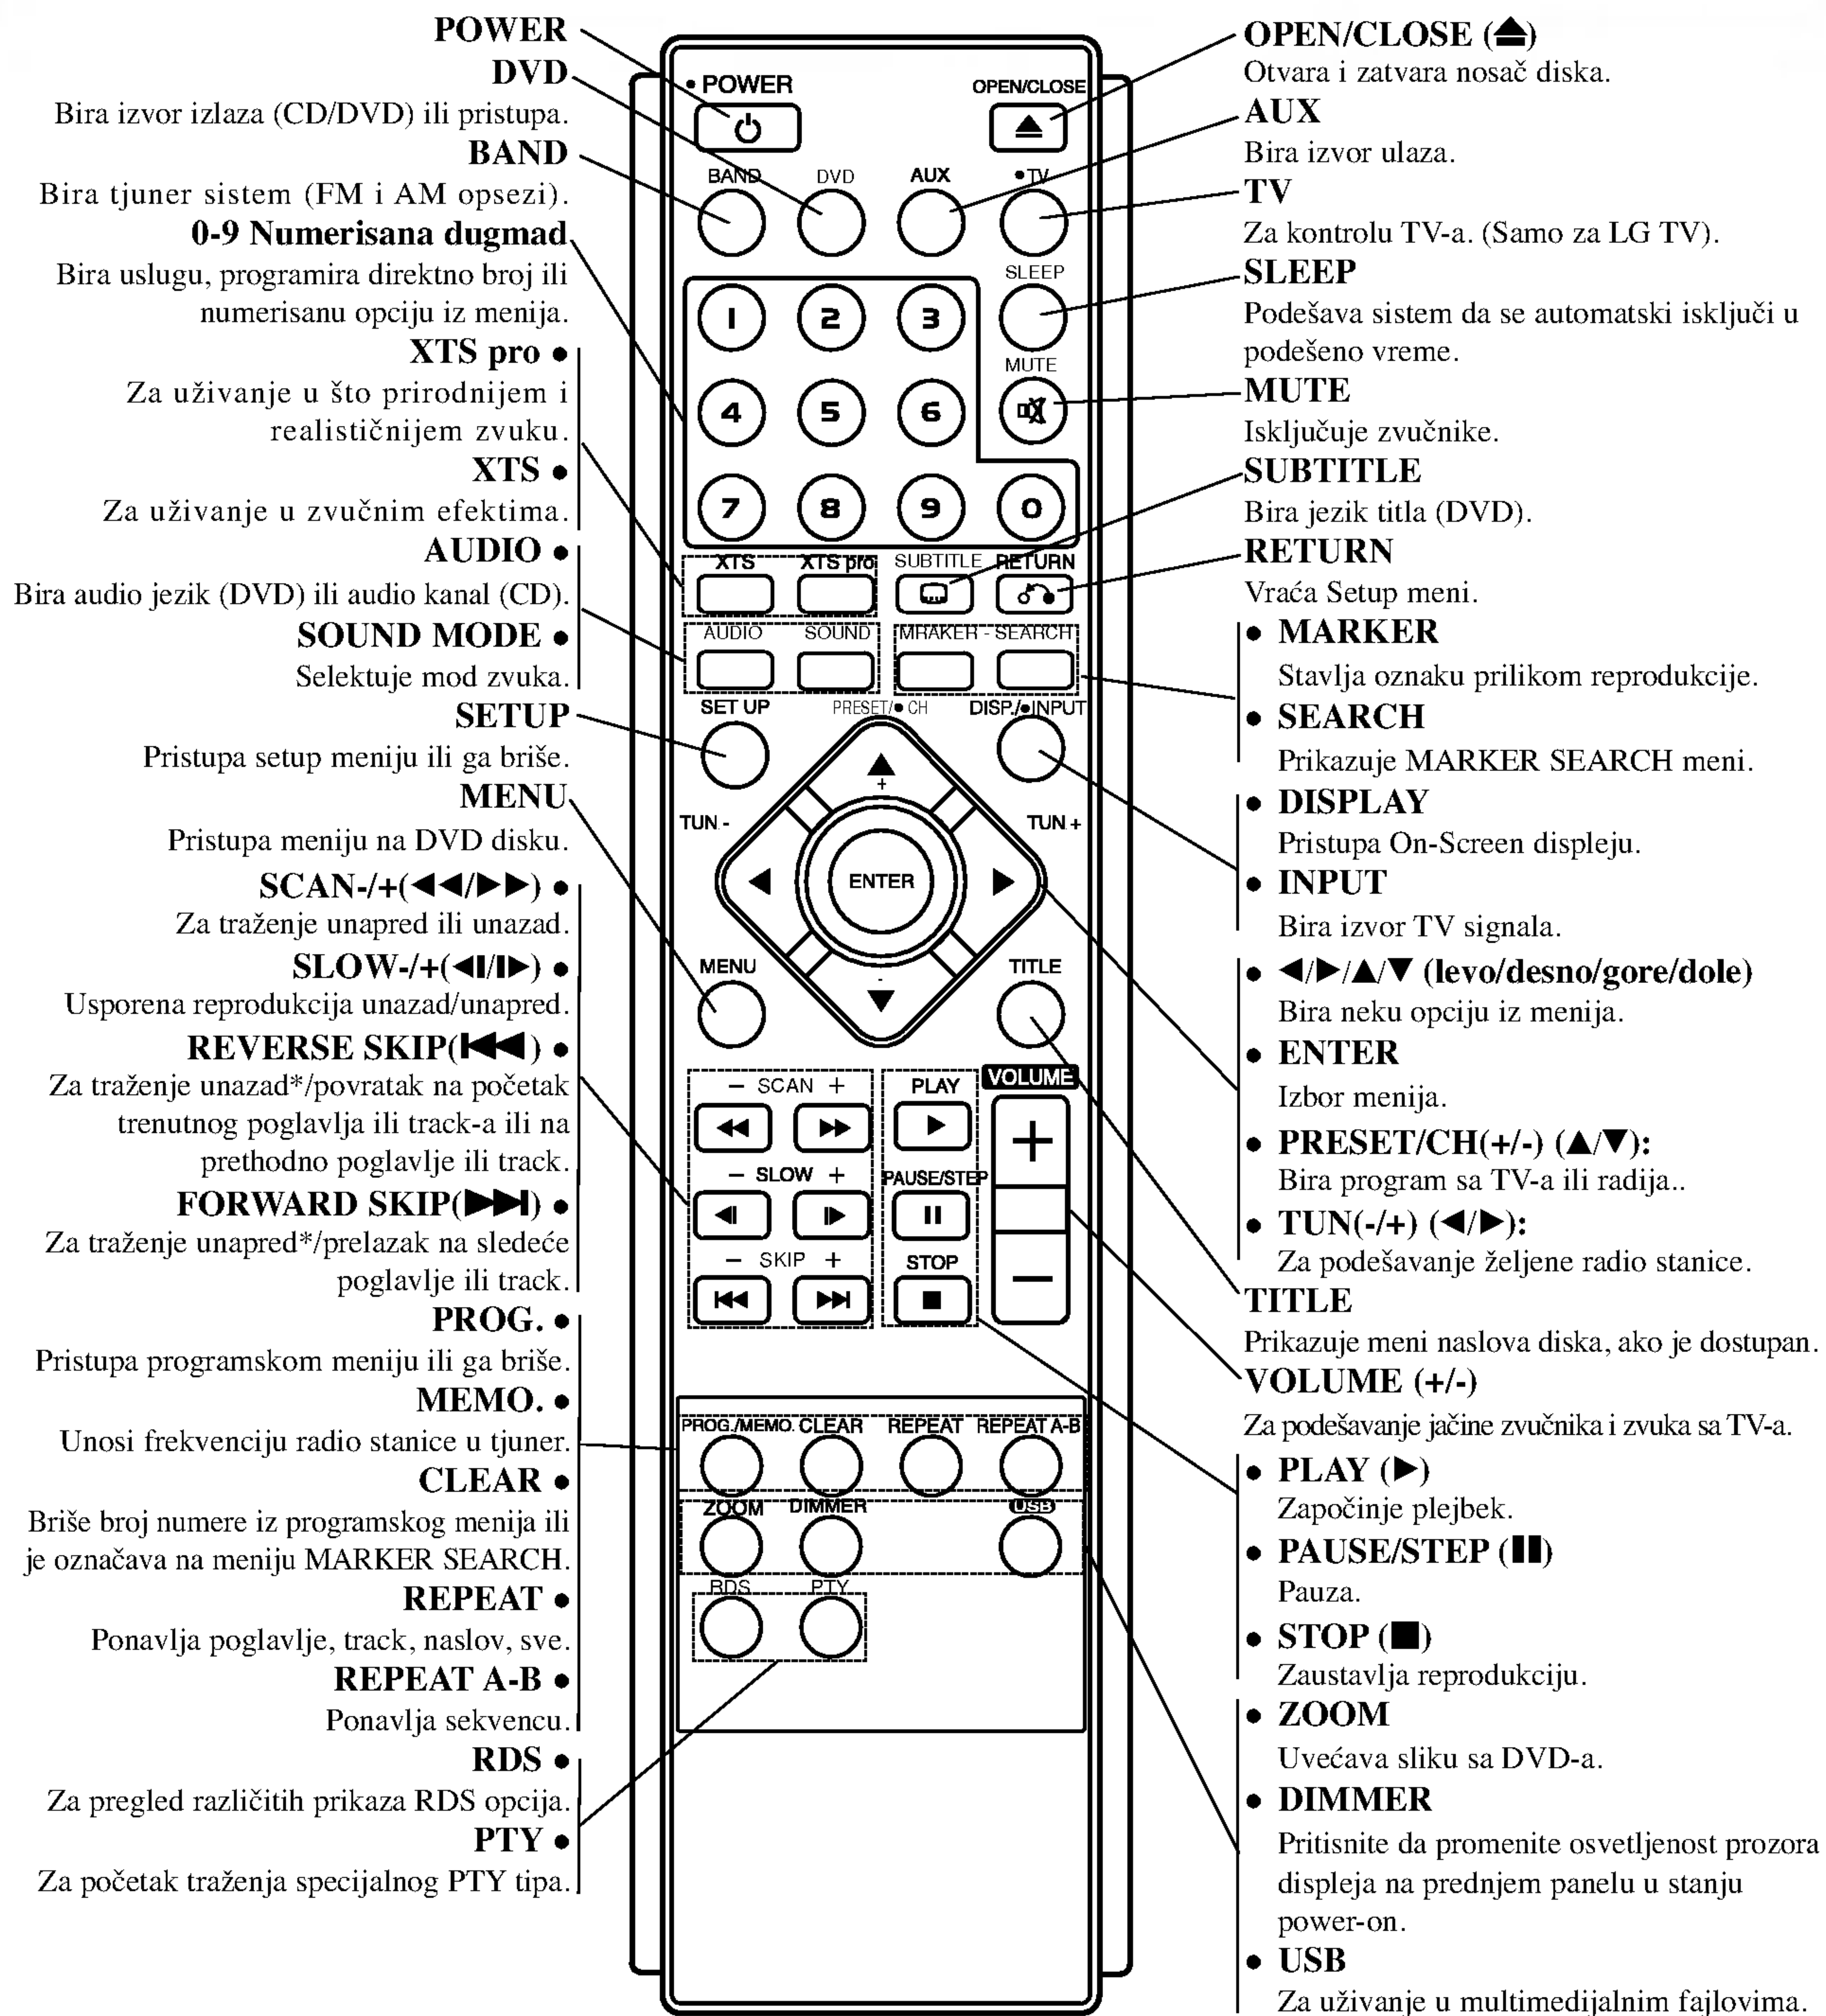 POWER
DVD
Bira izvor izlaza (CD/DVD) ili pristupa.
BAND
Bira tjuner sistem (FM i AM opsezi).
0-9 Numerisana dugmad
Bira uslugu, programira direktno broj ili
numerisanu opciju iz menija.
XTS pro ●
Za uživanje u što prirodnijem i
realističnijem zvuku.
XTS ●
Za uživanje u zvučnim efektima.
AUDIO ●
Bira audio jezik (DVD) ili audio kanal (CD).
SOUND MODE ●
Selektuje mod zvuka.
SETUP
Pristupa setup meniju ili ga briše.
MENU
Pristupa meniju na DVD disku.
SCAN-/+(◀◀/▶▶) ●
Za traženje unapred ili unazad.
SLOW-/+(◀I/I▶) ●
Usporena reprodukcija unazad/unapred.
REVERSE SKIP(I◀◀) ●
Za traženje unazad*/povratak na početak
trenutnog poglavlja ili track-a ili na
prethodno poglavlje ili track.
FORWARD SKIP(▶▶I) ●
Za traženje unapred*/prelazak na sledeće
poglavlje ili track.
PROG. ●
Pristupa programskom meniju ili ga briše.
MEMO. ●
Unosi frekvenciju radio stanice u tjuner.
CLEAR ●
Briše broj numere iz programskog menija ili
je označava na meniju MARKER SEARCH.
REPEAT ●
Ponavlja poglavlje, track, naslov, sve.
REPEAT A-B ●
Ponavlja sekvencu.
RDS ●
Za pregled različitih prikaza RDS opcija.
PTY ●
Za početak traženja specijalnog PTY tipa.
● POWER OPEN/CLOSE
BAND DVD AUX ● TV
SLEEP
1 2 3
MUTE
4 5 6
7 8 9 0
XTS XTS pro SUBTITLE RETURN
AUDIO SOUND MRAKER - SEARCH
SET UP PRESET/● CH DISP./●INPUT
+
TUN - TUN +
ENTER
MENU - TITLE
− SCAN + PLAY VOLUME
+
− SLOW + PAUSE/STEP
− SKIP + STOP
−
PROG./MEMO. CLEAR REPEAT REPEAT A-B
ZOOM DIMMER USB
RDS PTY
OPEN/CLOSE (⏏)
Otvara i zatvara nosač diska.
AUX
Bira izvor ulaza.
TV
Za kontrolu TV-a. (Samo za LG TV).
SLEEP
Podešava sistem da se automatski isključi u
podešeno vreme.
MUTE
Isključuje zvučnike.
SUBTITLE
Bira jezik titla (DVD).
RETURN
Vraća Setup meni.
● MARKER
Stavlja oznaku prilikom reprodukcije.
● SEARCH
Prikazuje MARKER SEARCH meni.
● DISPLAY
Pristupa On-Screen displeju.
● INPUT
Bira izvor TV signala.
● ◀/▶/▲/▼ (levo/desno/gore/dole)
Bira neku opciju iz menija.
● ENTER
Izbor menija.
● PRESET/CH(+/-) (▲/▼):
Bira program sa TV-a ili radija..
● TUN(-/+) (◀/▶):
Za podešavanje željene radio stanice.
TITLE
Prikazuje meni naslova diska, ako je dostupan.
VOLUME (+/-)
Za podešavanje jačine zvučnika i zvuka sa TV-a.
● PLAY (▶)
Započinje plejbek.
● PAUSE/STEP (▮▮)
Pauza.
● STOP (■)
Zaustavlja reprodukciju.
● ZOOM
Uvećava sliku sa DVD-a.
● DIMMER
Pritisnite da promenite osvetljenost prozora
displeja na prednjem panelu u stanju
power-on.
● USB
Za uživanje u multimedijalnim fajlovima.